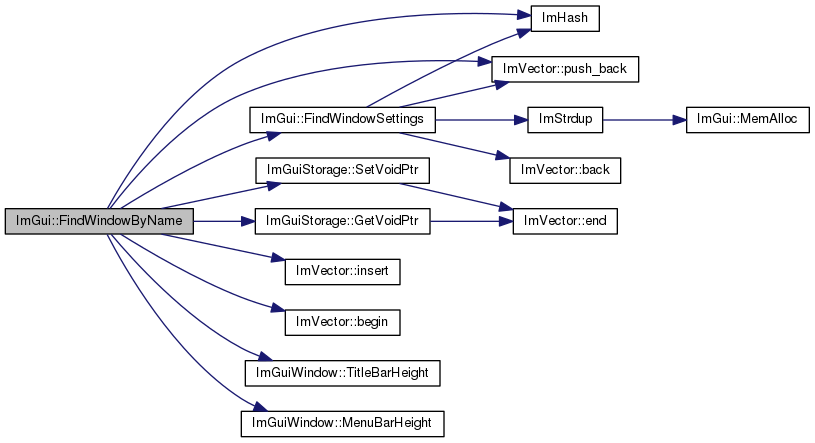 ImHash
ImVector::push_back
ImGui::FindWindowSettings
ImStrdup
ImGui::MemAlloc
ImGuiStorage::SetVoidPtr
ImVector::back
ImGui::FindWindowByName
ImGuiStorage::GetVoidPtr
ImVector::end
ImVector::insert
ImVector::begin
ImGuiWindow::TitleBarHeight
ImGuiWindow::MenuBarHeight